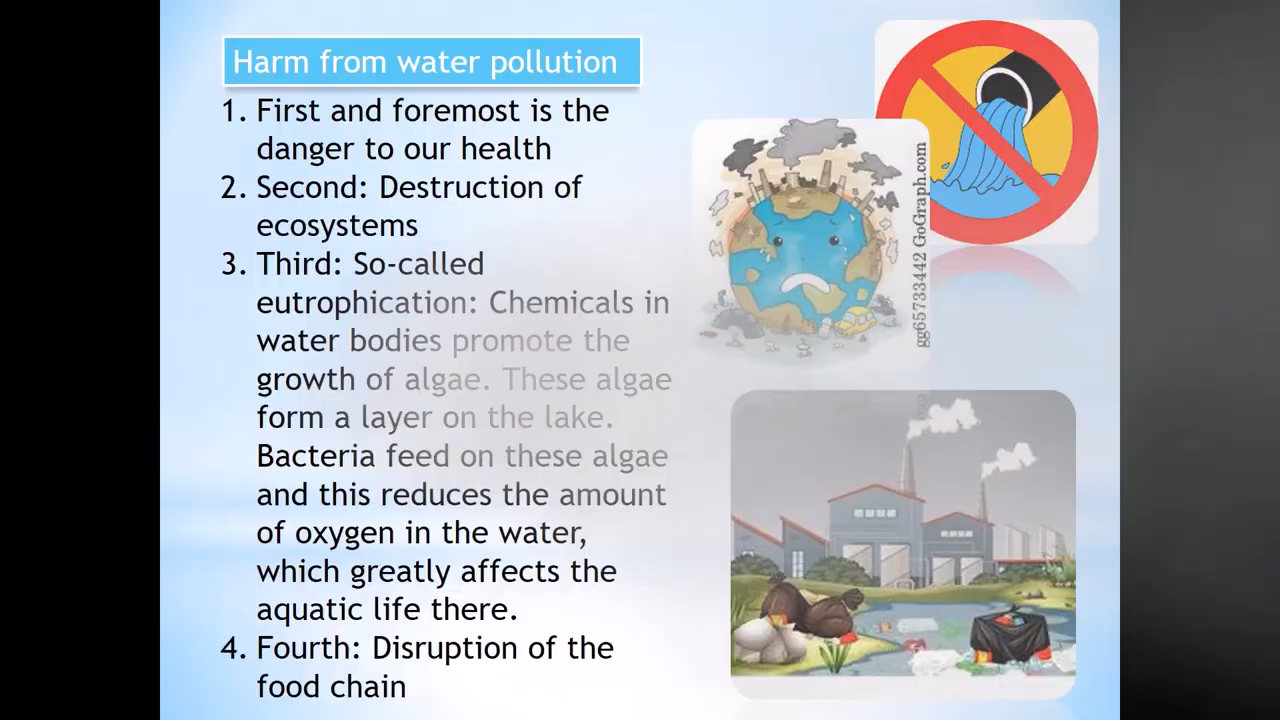 Harm from water pollution
1. First and foremost is the
danger to our health
2. Second: Destruction of
ecosystems
3. Third: So-called
eutrophication: Chemicals in
water bodies promote the
growth of algae. These algae
form a layer on the lake.
Bacteria feed on these algae
and this reduces the amount
of oxygen in the water,
which greatly affects the
aquatic life there.
4. Fourth: Disruption of the
food chain
gg65733442 GoGraph.com